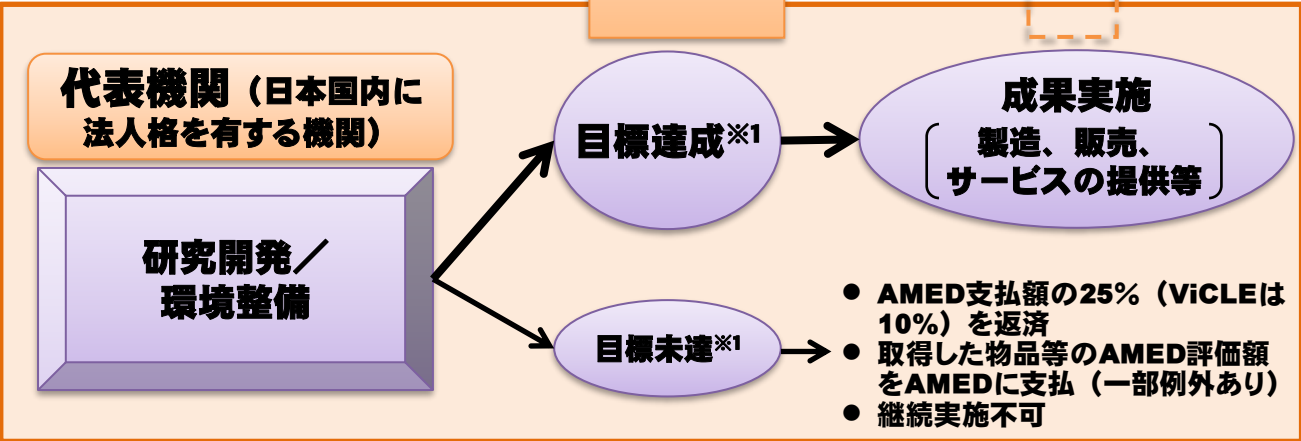 代表機関（日本国内に
法人格を有する機関）
研究開発／
環境整備
目標達成※1
成果実施
製造、販売、
サービスの提供等
目標未達※1
● AMED支払額の25%（ViCLEは
10%）を返済
● 取得した物品等のAMED評価額
をAMEDに支払（一部例外あり）
● 継続実施不可